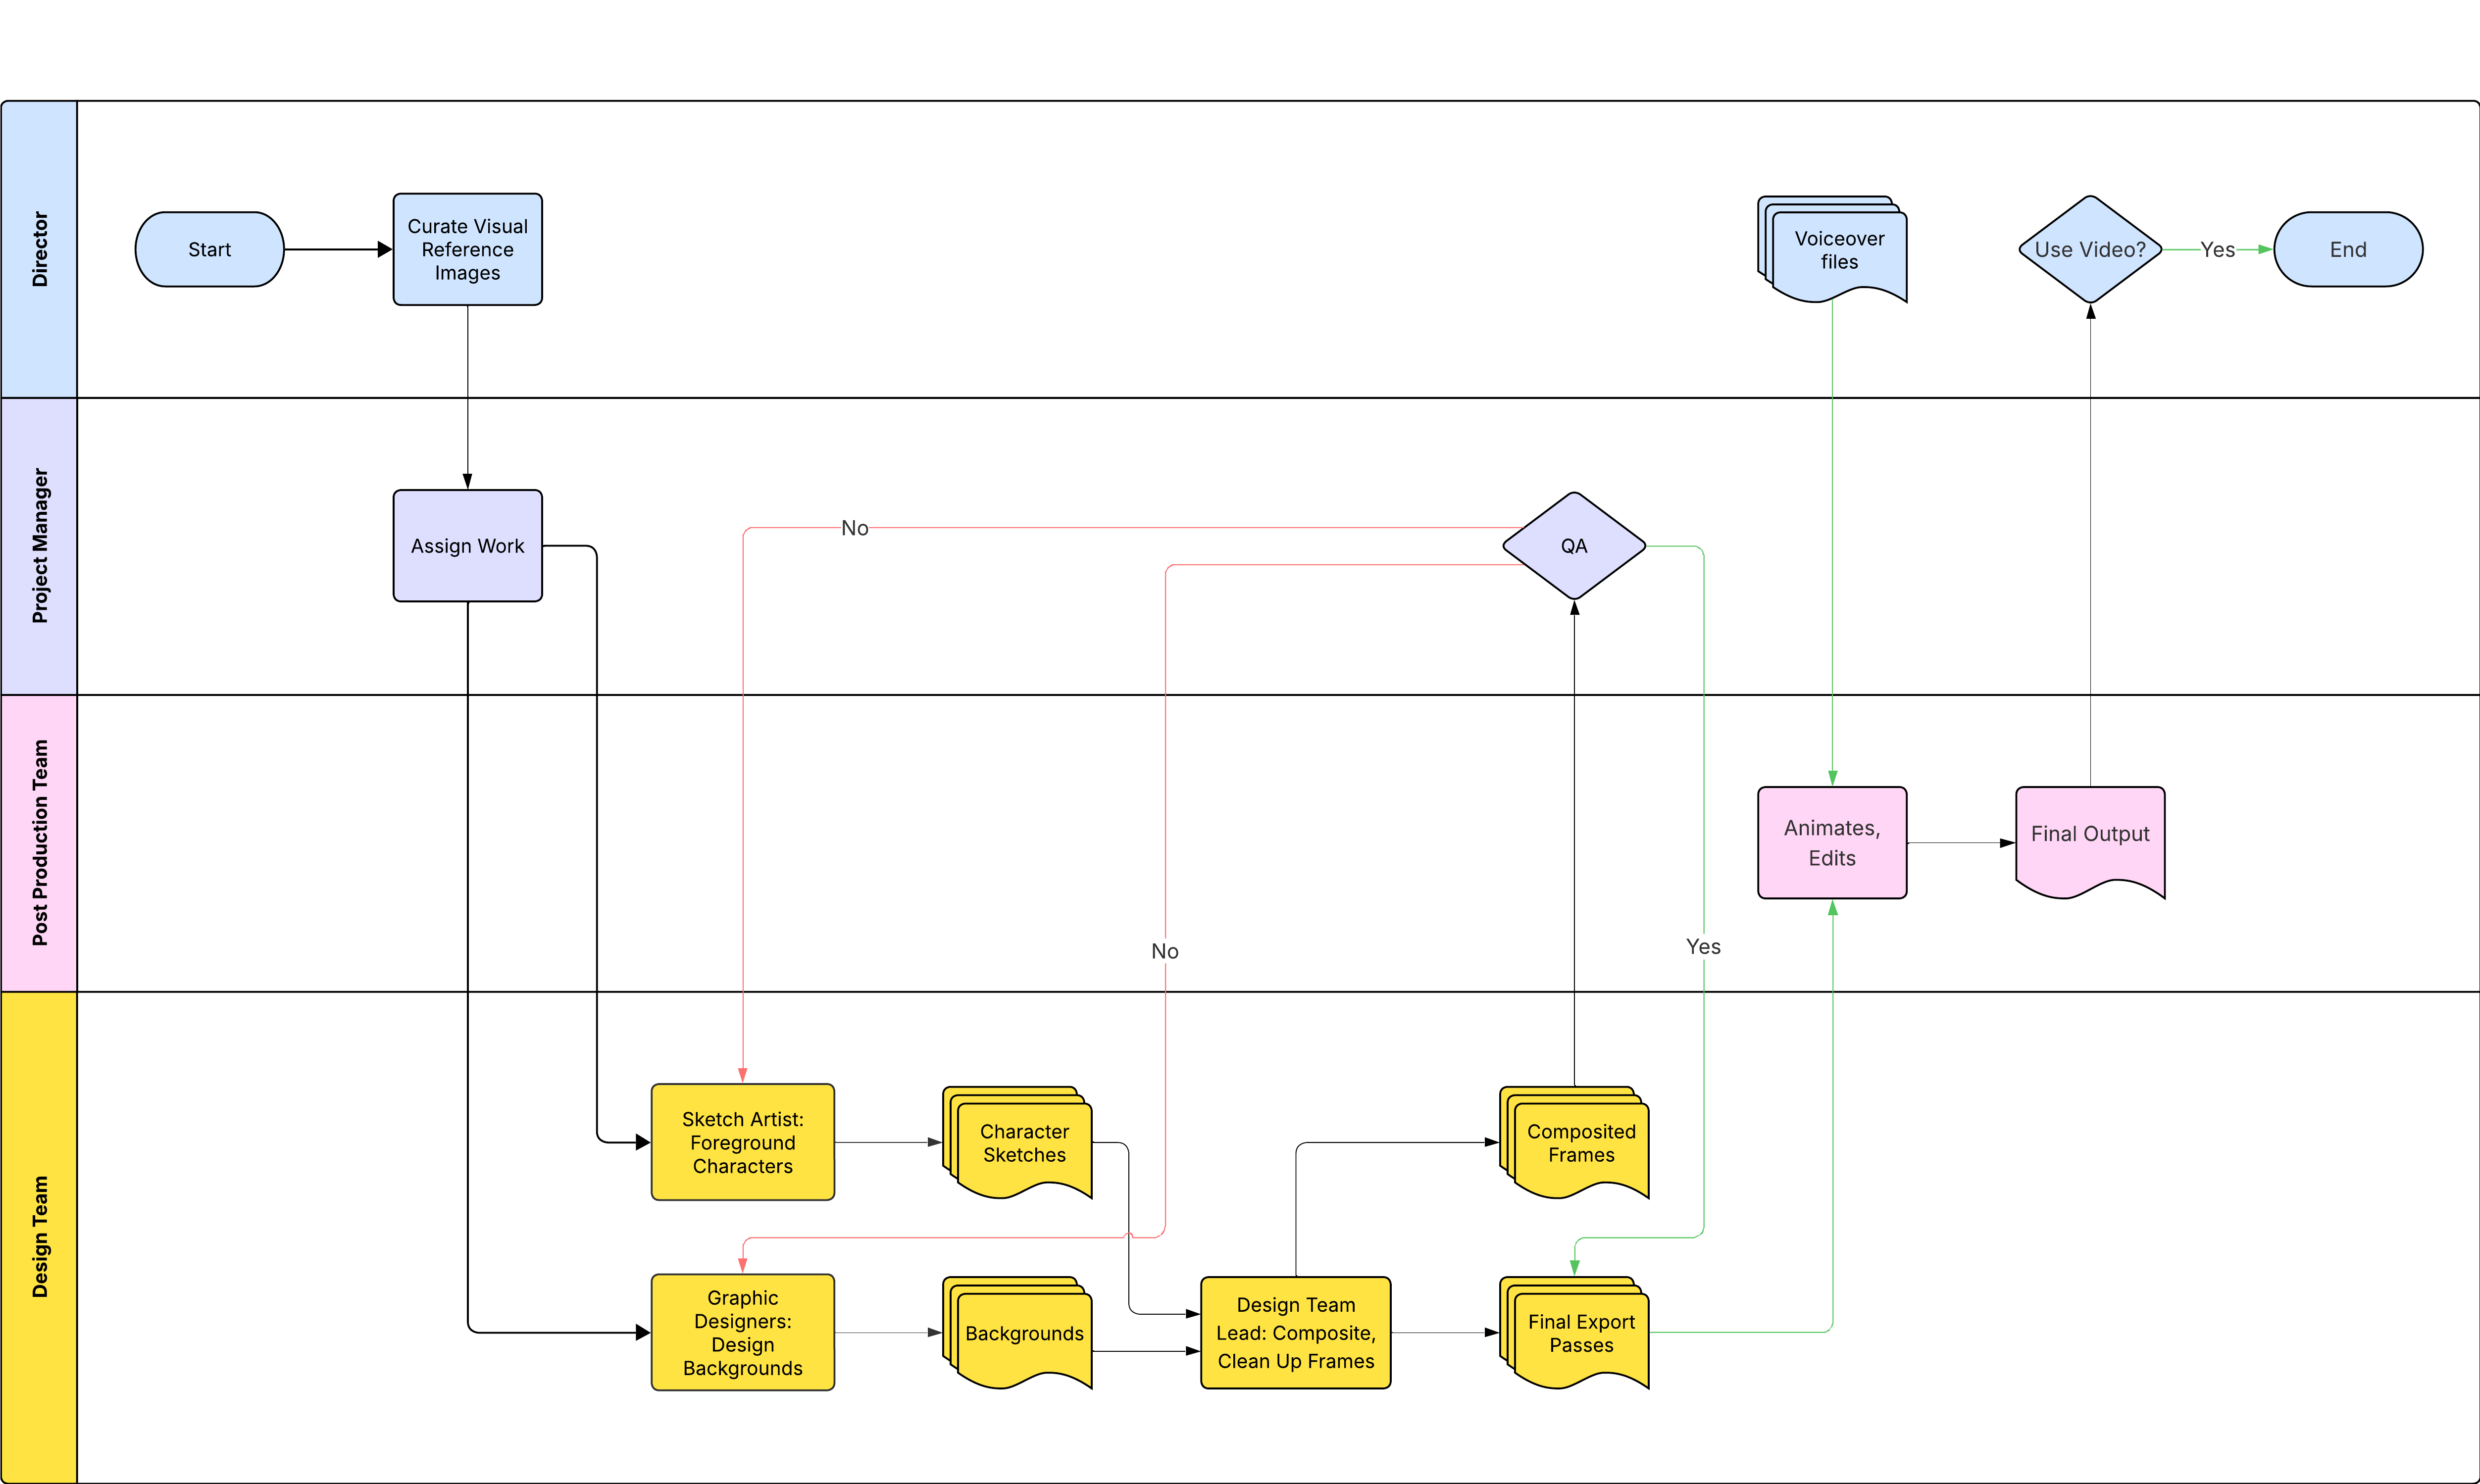 Director
Start
Curate Visual
Reference
Images
Voiceover
files
Use Video?
Yes
End
Project Manager
Assign Work
No
QA
Post Production Team
Animates,
Edits
Final Output
No
Yes
Design Team
Sketch Artist:
Foreground
Characters
Character
Sketches
Composited
Frames
Graphic
Designers:
Design
Backgrounds
Backgrounds
Design Team
Lead: Composite,
Clean Up Frames
Final Export
Passes